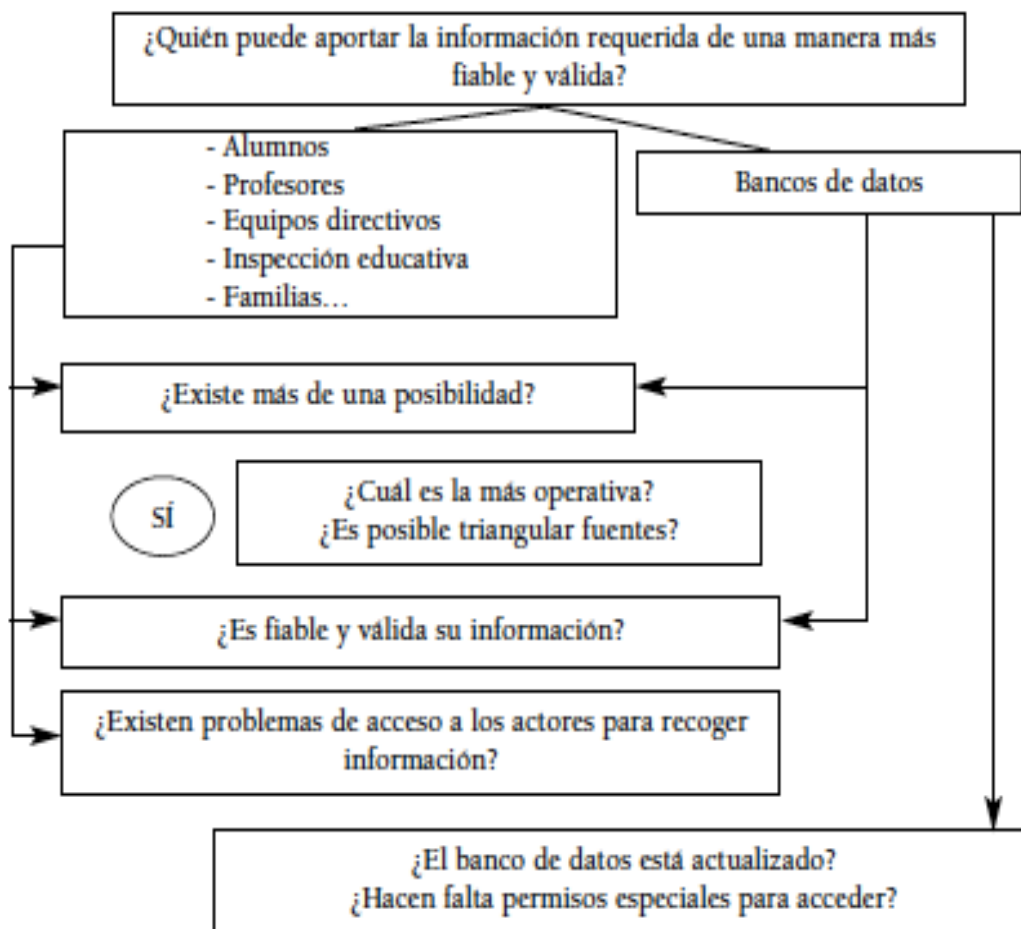 ¿Quién puede aportar la información requerida de una manera más
fiable y válida?
- Alumnos
- Profesores
- Equipos directivos
- Inspección educativa
- Familias...
Bancos de datos
¿Existe más de una posibilidad?
SÍ
¿Cuál es la más operativa?
¿Es posible triangular fuentes?
¿Es fiable y válida su información?
¿Existen problemas de acceso a los actores para recoger
información?
¿El banco de datos está actualizado?
¿Hacen falta permisos especiales para acceder?